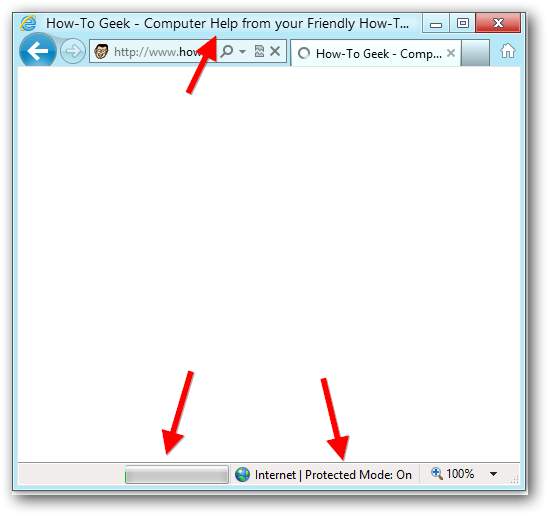 How-To Geek - Computer Help from your Friendly How-T...
http://www.how
How-To Geek - Comp...
Internet | Protected Mode: On
100%